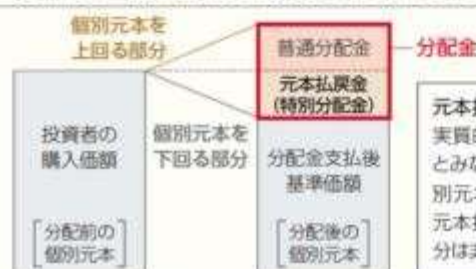 個別元本を
上回る部分
普通分配金
分配金
元本払戻金
(特別分配金)
投資者の
購入価額
個別元本を
下回る部分
分配金支払後
基準価額
分配前の
個別元本
分配後の
個別元本
元本
実質
とみな
別元
元本
分は